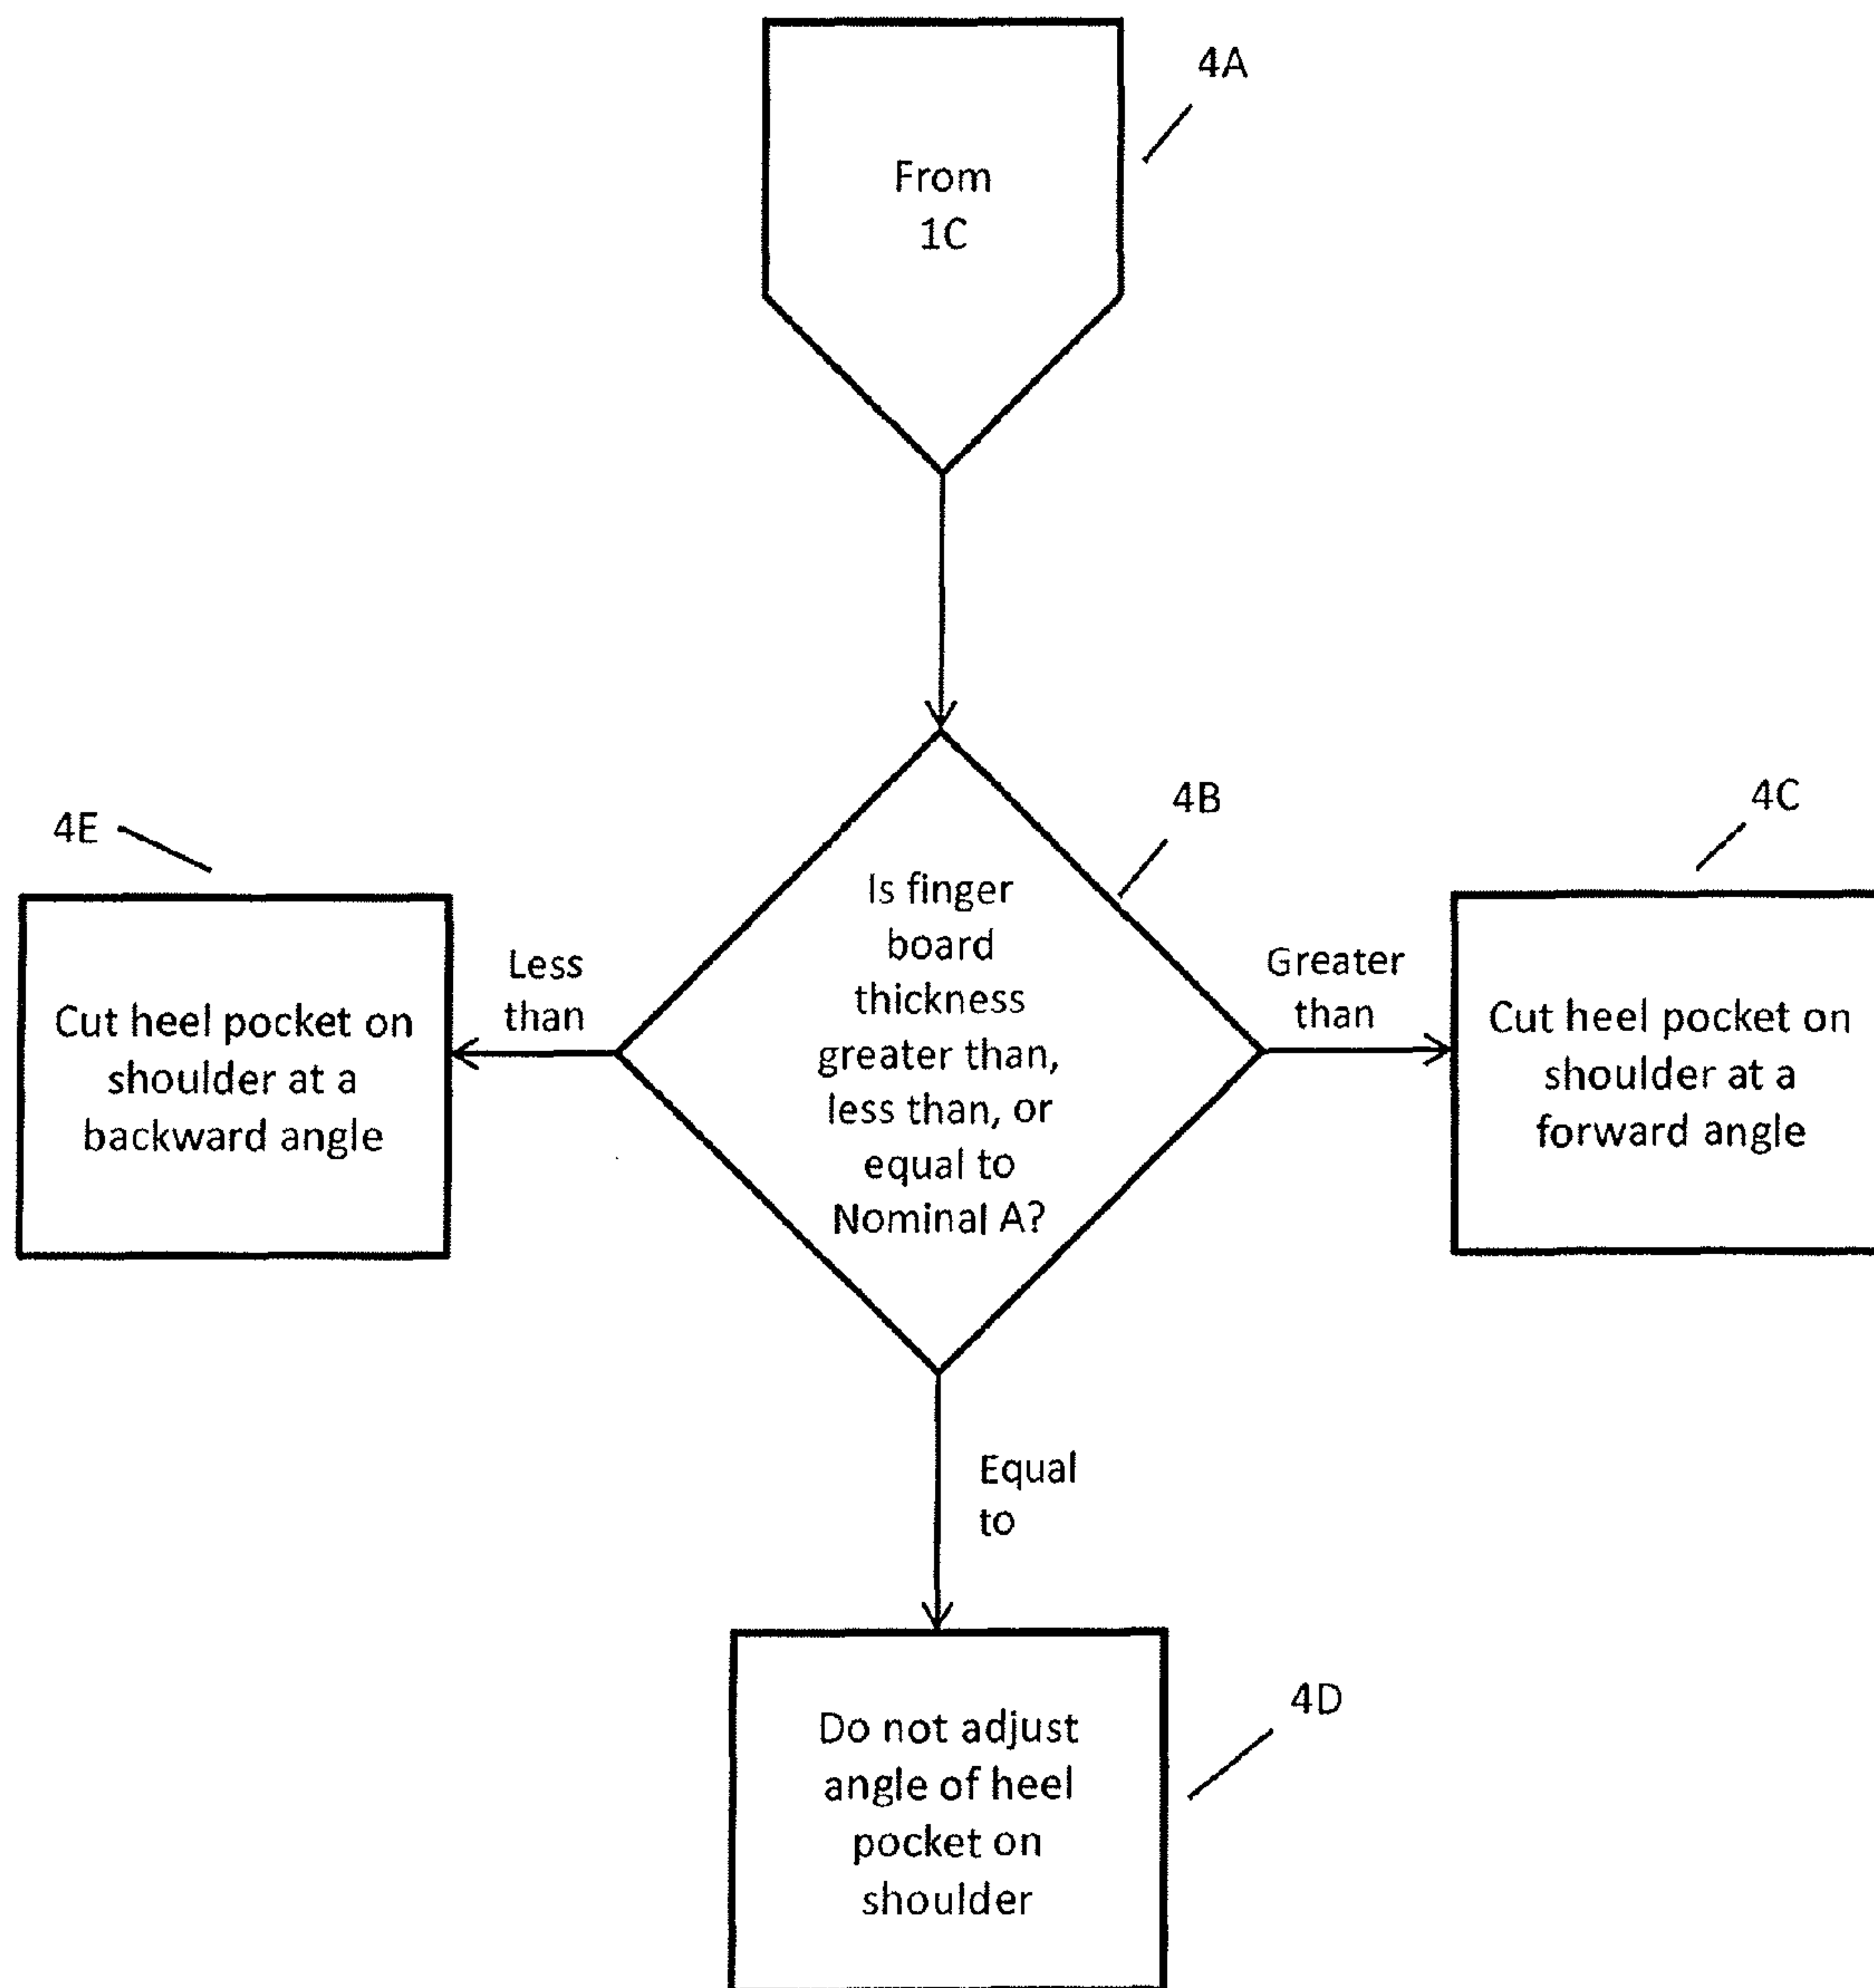 4A
From
1C
4B
4C
4E
Is finger
board
thickness
greater than,
less than, or
equal to
Nominal A?
Less
than
Greater
than
Cut heel pocket on
shoulder at a
backward angle
Cut heel pocket on
shoulder at a
forward angle
Equal
to
4D
Do not adjust
angle of heel
pocket on
shoulder